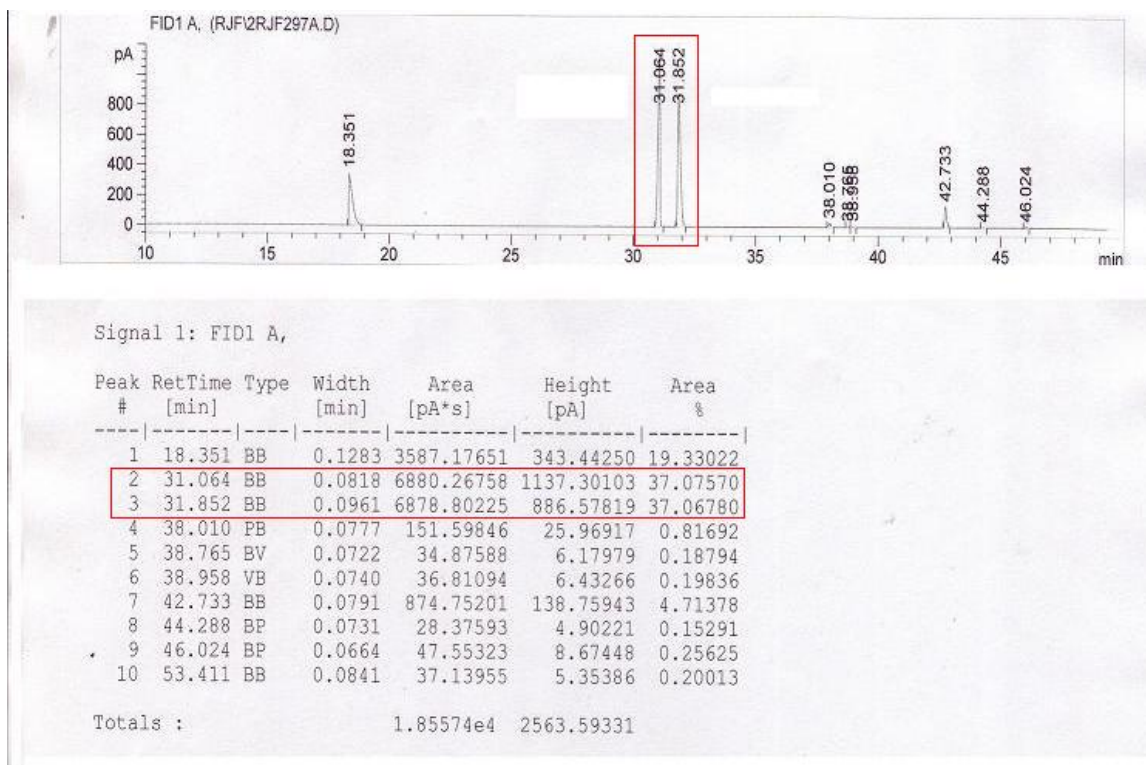 FID1 A, (RJF\2RJF297A.D)
pA
800
600
400
200
0
18.351
31.064
31.852
38.010
38.765
38.958
42.733
44.288
46.024
10 15 20 25 30 35 40 45 min
Signal 1: FID1 A,
Peak RetTime Type Width Area Height Area
# [min] [min] [pA*s] [pA] %
----|-------|----|-------|----------|----------|--------|
1 18.351 BB 0.1283 3587.17651 343.44250 19.33022
2 31.064 BB 0.0818 6880.26758 1137.30103 37.07570
3 31.852 BB 0.0961 6878.80225 886.57819 37.06780
4 38.010 PB 0.0777 151.59846 25.96917 0.81692
5 38.765 BV 0.0722 34.87588 6.17979 0.18794
6 38.958 VB 0.0740 36.81094 6.43266 0.19836
7 42.733 BB 0.0791 874.75201 138.75943 4.71378
8 44.288 BP 0.0731 28.37593 4.90221 0.15291
9 46.024 BP 0.0664 47.55323 8.67448 0.25625
10 53.411 BB 0.0841 37.13955 5.35386 0.20013
Totals : 1.85574e4 2563.59331